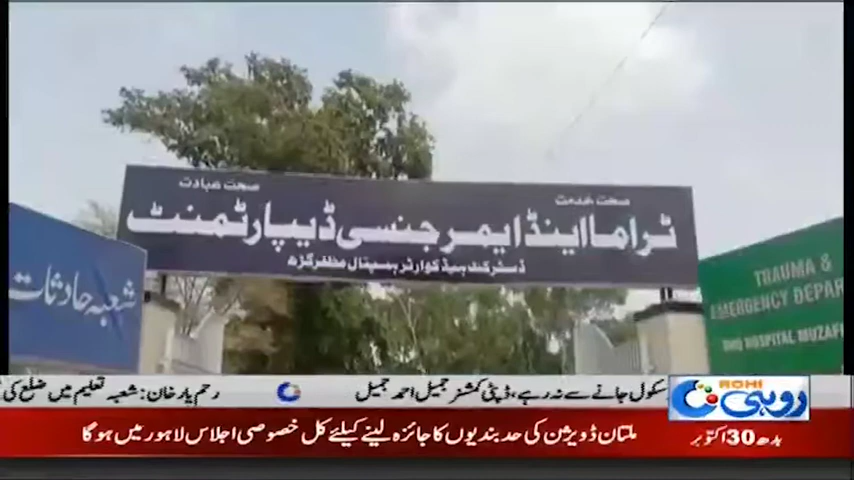 صحت خدمت
صحت عبادت
ٹراما اینڈ ایمرجنسی ڈیپارٹمنٹ
ڈسٹرکٹ ہیڈ کوارٹر ہسپتال مظفرگڑھ
شعبہ حادثات
TRAUMA &
EMERGENCY DEPAR
DHQ HOSPITAL MUZAFF
سکول جانے سے نہ رہے، ڈپٹی کمشنر جمیل احمد جمیل
رحیم یار خان: شعبہ تعلیم میں ضلع کی
ROHI
روہی
ملتان ڈویژن کی حد بندیوں کا جائزہ لینے کیلئے کل خصوصی اجلاس لاہور میں ہوگا
بدھ 30 اکتوبر